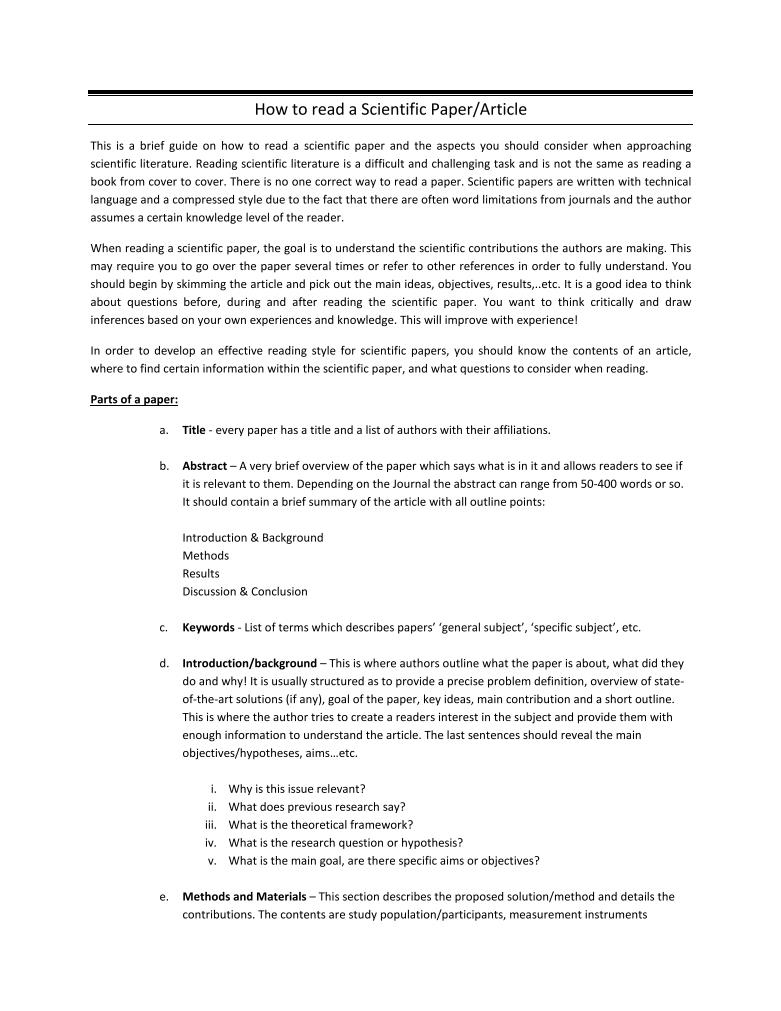 How to read a Scientific Paper/Article
This is a brief guide on how to read a scientific paper and the aspects you should consider when approaching
scientific literature. Reading scientific literature is a difficult and challenging task and is not the same as reading a
book from cover to cover. There is no one correct way to read a paper. Scientific papers are written with technical
language and a compressed style due to the fact that there are often word limitations from journals and the author
assumes a certain knowledge level of the reader.
When reading a scientific paper, the goal is to understand the scientific contributions the authors are making. This
may require you to go over the paper several times or refer to other references in order to fully understand. You
should begin by skimming the article and pick out the main ideas, objectives, results,..etc. It is a good idea to think
about questions before, during and after reading the scientific paper. You want to think critically and draw
inferences based on your own experiences and knowledge. This will improve with experience!
In order to develop an effective reading style for scientific papers, you should know the contents of an article,
where to find certain information within the scientific paper, and what questions to consider when reading.
Parts of a paper:
a. Title - every paper has a title and a list of authors with their affiliations.
b. Abstract – A very brief overview of the paper which says what is in it and allows readers to see if
it is relevant to them. Depending on the Journal the abstract can range from 50-400 words or so.
It should contain a brief summary of the article with all outline points:
Introduction & Background
Methods
Results
Discussion & Conclusion
c. Keywords - List of terms which describes papers’ ‘general subject’, ‘specific subject’, etc.
d. Introduction/background – This is where authors outline what the paper is about, what did they
do and why! It is usually structured as to provide a precise problem definition, overview of state-
of-the-art solutions (if any), goal of the paper, key ideas, main contribution and a short outline.
This is where the author tries to create a readers interest in the subject and provide them with
enough information to understand the article. The last sentences should reveal the main
objectives/hypotheses, aims…etc.
i. Why is this issue relevant?
ii. What does previous research say?
iii. What is the theoretical framework?
iv. What is the research question or hypothesis?
v. What is the main goal, are there specific aims or objectives?
e. Methods and Materials – This section describes the proposed solution/method and details the
contributions. The contents are study population/participants, measurement instruments